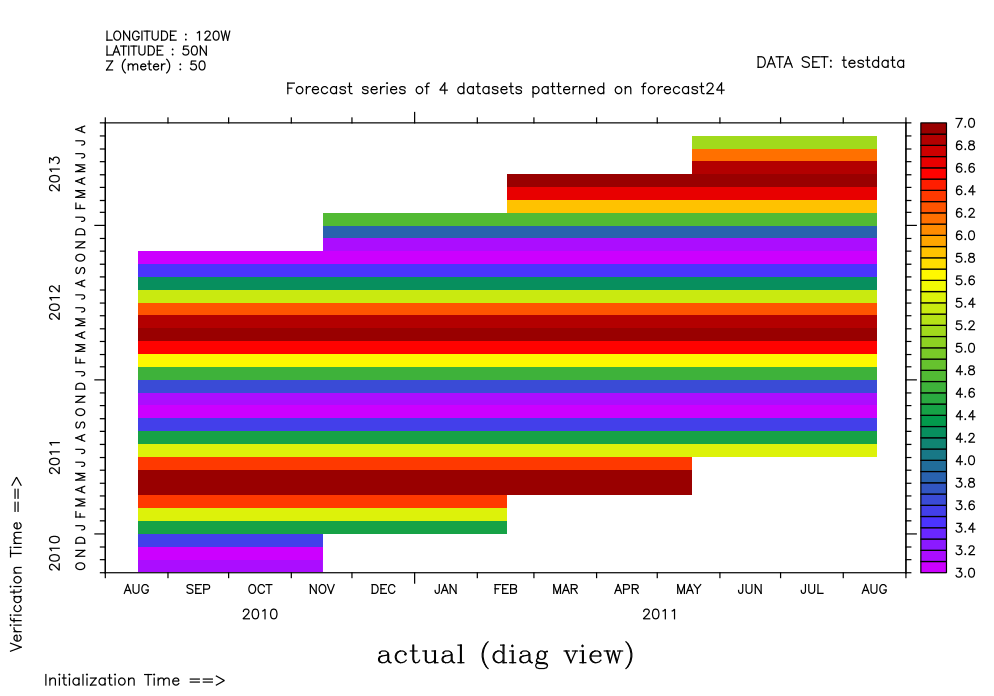 LONGITUDE : 120W
LATITUDE : 50N
Z (meter) : 50
DATA SET: testdata
Forecast series of 4 datasets patterned on forecast24
Verification Time ==>
2010 2011 2012 2013
O N D J F M A M J J A S O N D J F M A M J J A S O N D J F M A M J J A
7.0
6.8
6.6
6.4
6.2
6.0
5.8
5.6
5.4
5.2
5.0
4.8
4.6
4.4
4.2
4.0
3.8
3.6
3.4
3.2
3.0
AUG SEP OCT NOV DEC JAN FEB MAR APR MAY JUN JUL AUG
2010 2011
actual (diag view)
Initialization Time ==>